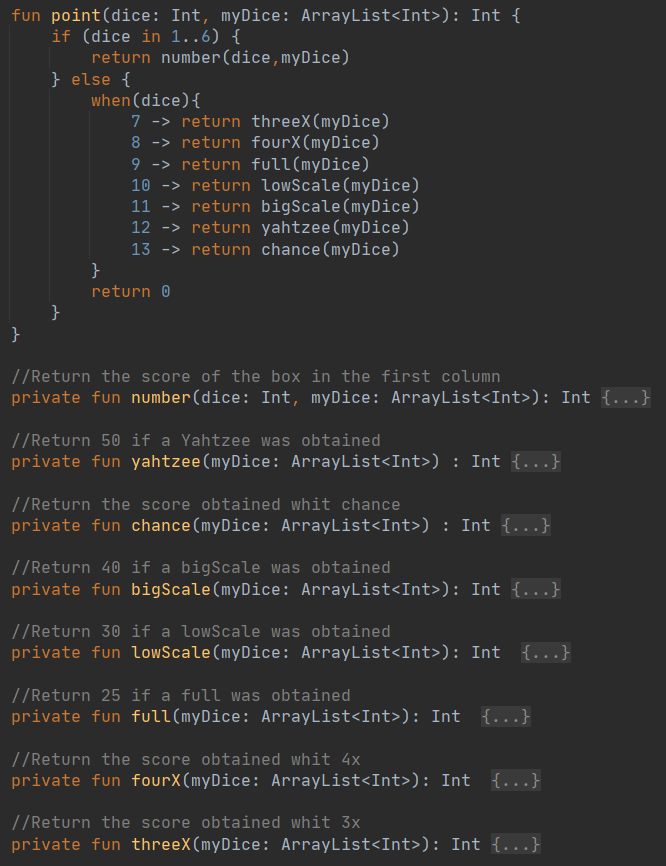 fun point(dice: Int, myDice: ArrayList<Int>): Int {
    if (dice in 1..6) {
        return number(dice,myDice)
    } else {
        when(dice){
            7 -> return threeX(myDice)
            8 -> return fourX(myDice)
            9 -> return full(myDice)
            10 -> return lowScale(myDice)
            11 -> return bigScale(myDice)
            12 -> return yahtzee(myDice)
            13 -> return chance(myDice)
        }
        return 0
    }
}
//Return the score of the box in the first column
private fun number(dice: Int, myDice: ArrayList<Int>): Int {...}
//Return 50 if a Yahtzee was obtained
private fun yahtzee(myDice: ArrayList<Int>) : Int {...}
//Return the score obtained whit chance
private fun chance(myDice: ArrayList<Int>) : Int {...}
//Return 40 if a bigScale was obtained
private fun bigScale(myDice: ArrayList<Int>): Int {...}
//Return 30 if a lowScale was obtained
private fun lowScale(myDice: ArrayList<Int>): Int  {...}
//Return 25 if a full was obtained
private fun full(myDice: ArrayList<Int>): Int  {...}
//Return the score obtained whit 4x
private fun fourX(myDice: ArrayList<Int>): Int  {...}
//Return the score obtained whit 3x
private fun threeX(myDice: ArrayList<Int>): Int {...}